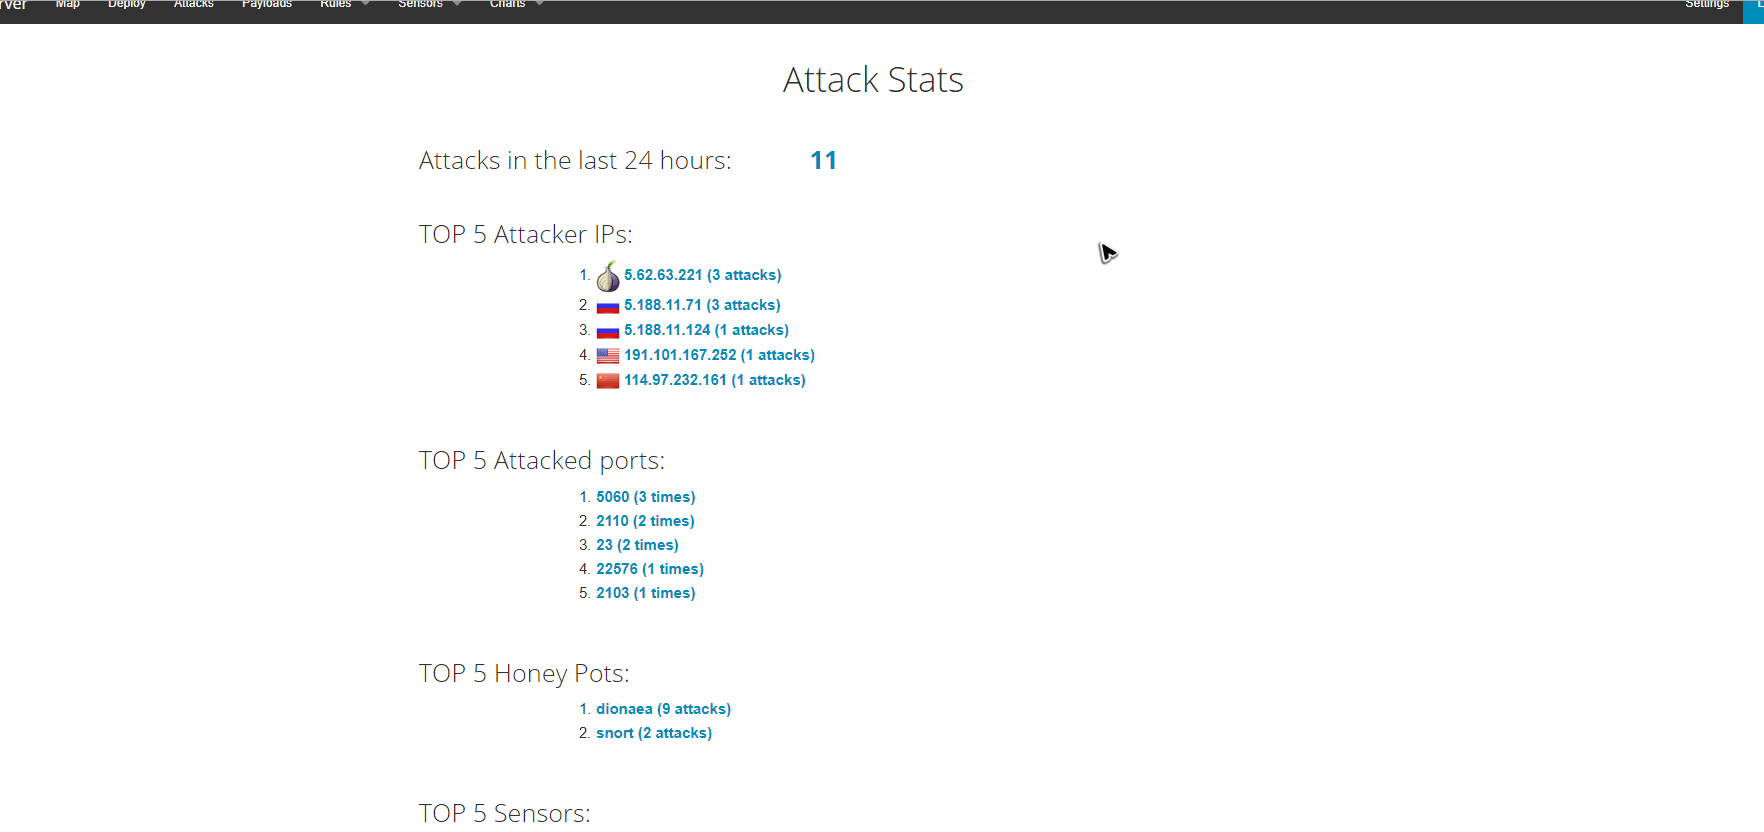 Map Deploy Attacks Payloads Rules Sensors Charts Settings
Attack Stats
Attacks in the last 24 hours: 11
TOP 5 Attacker IPs:
1. 5.62.63.221 (3 attacks)
2. 5.188.11.71 (3 attacks)
3. 5.188.11.124 (1 attacks)
4. 191.101.167.252 (1 attacks)
5. 114.97.232.161 (1 attacks)
TOP 5 Attacked ports:
1. 5060 (3 times)
2. 2110 (2 times)
3. 23 (2 times)
4. 22576 (1 times)
5. 2103 (1 times)
TOP 5 Honey Pots:
1. dionaea (9 attacks)
2. snort (2 attacks)
TOP 5 Sensors: